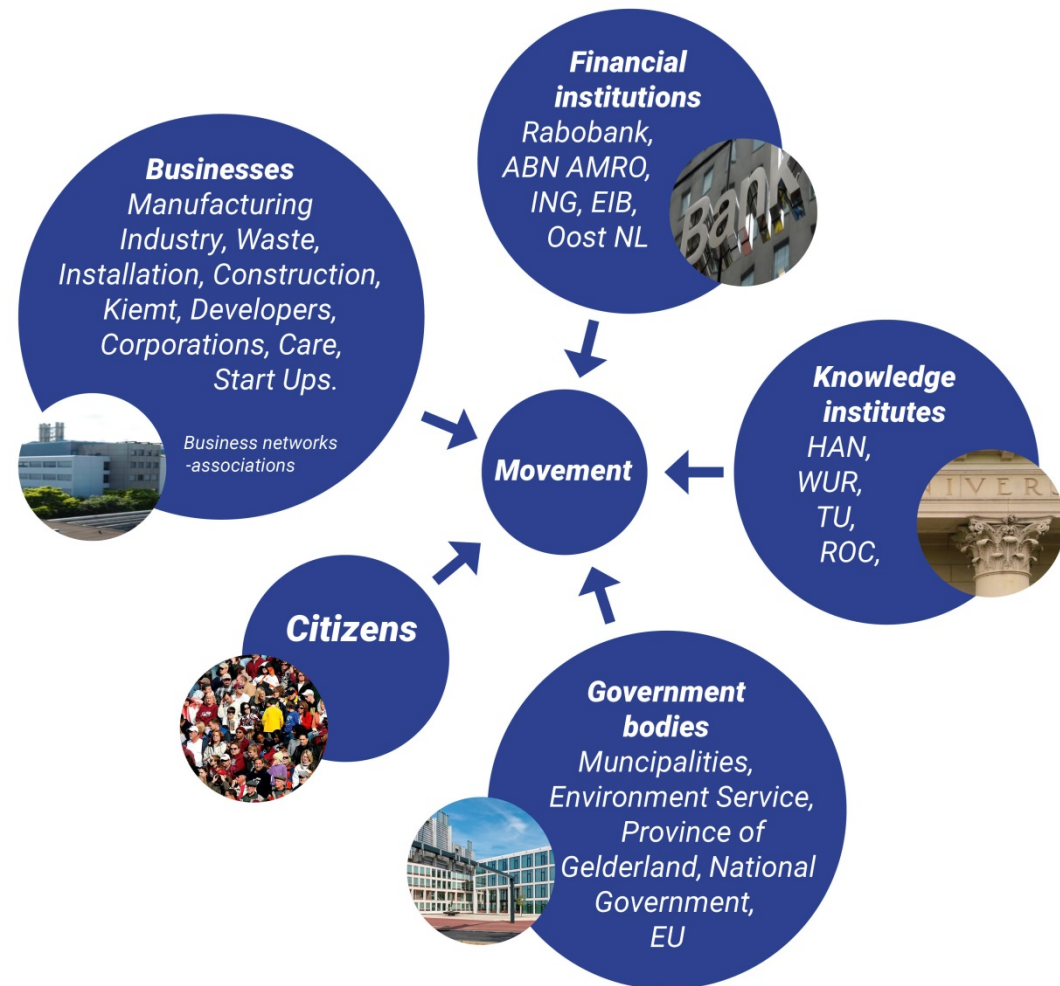 Financial
institutions
Rabobank,
ABN AMRO,
ING, EIB,
Oost NL
Bank
Businesses
Manufacturing
Industry, Waste,
Installation, Construction,
Kiemt, Developers,
Corporations, Care,
Start Ups.
Business networks
-associations
Knowledge
institutes
HAN,
WUR,
TU,
ROC,
NIVER
Movement
Citizens
Government
bodies
Muncipalities,
Environment Service,
Province of
Gelderland, National
Government,
EU